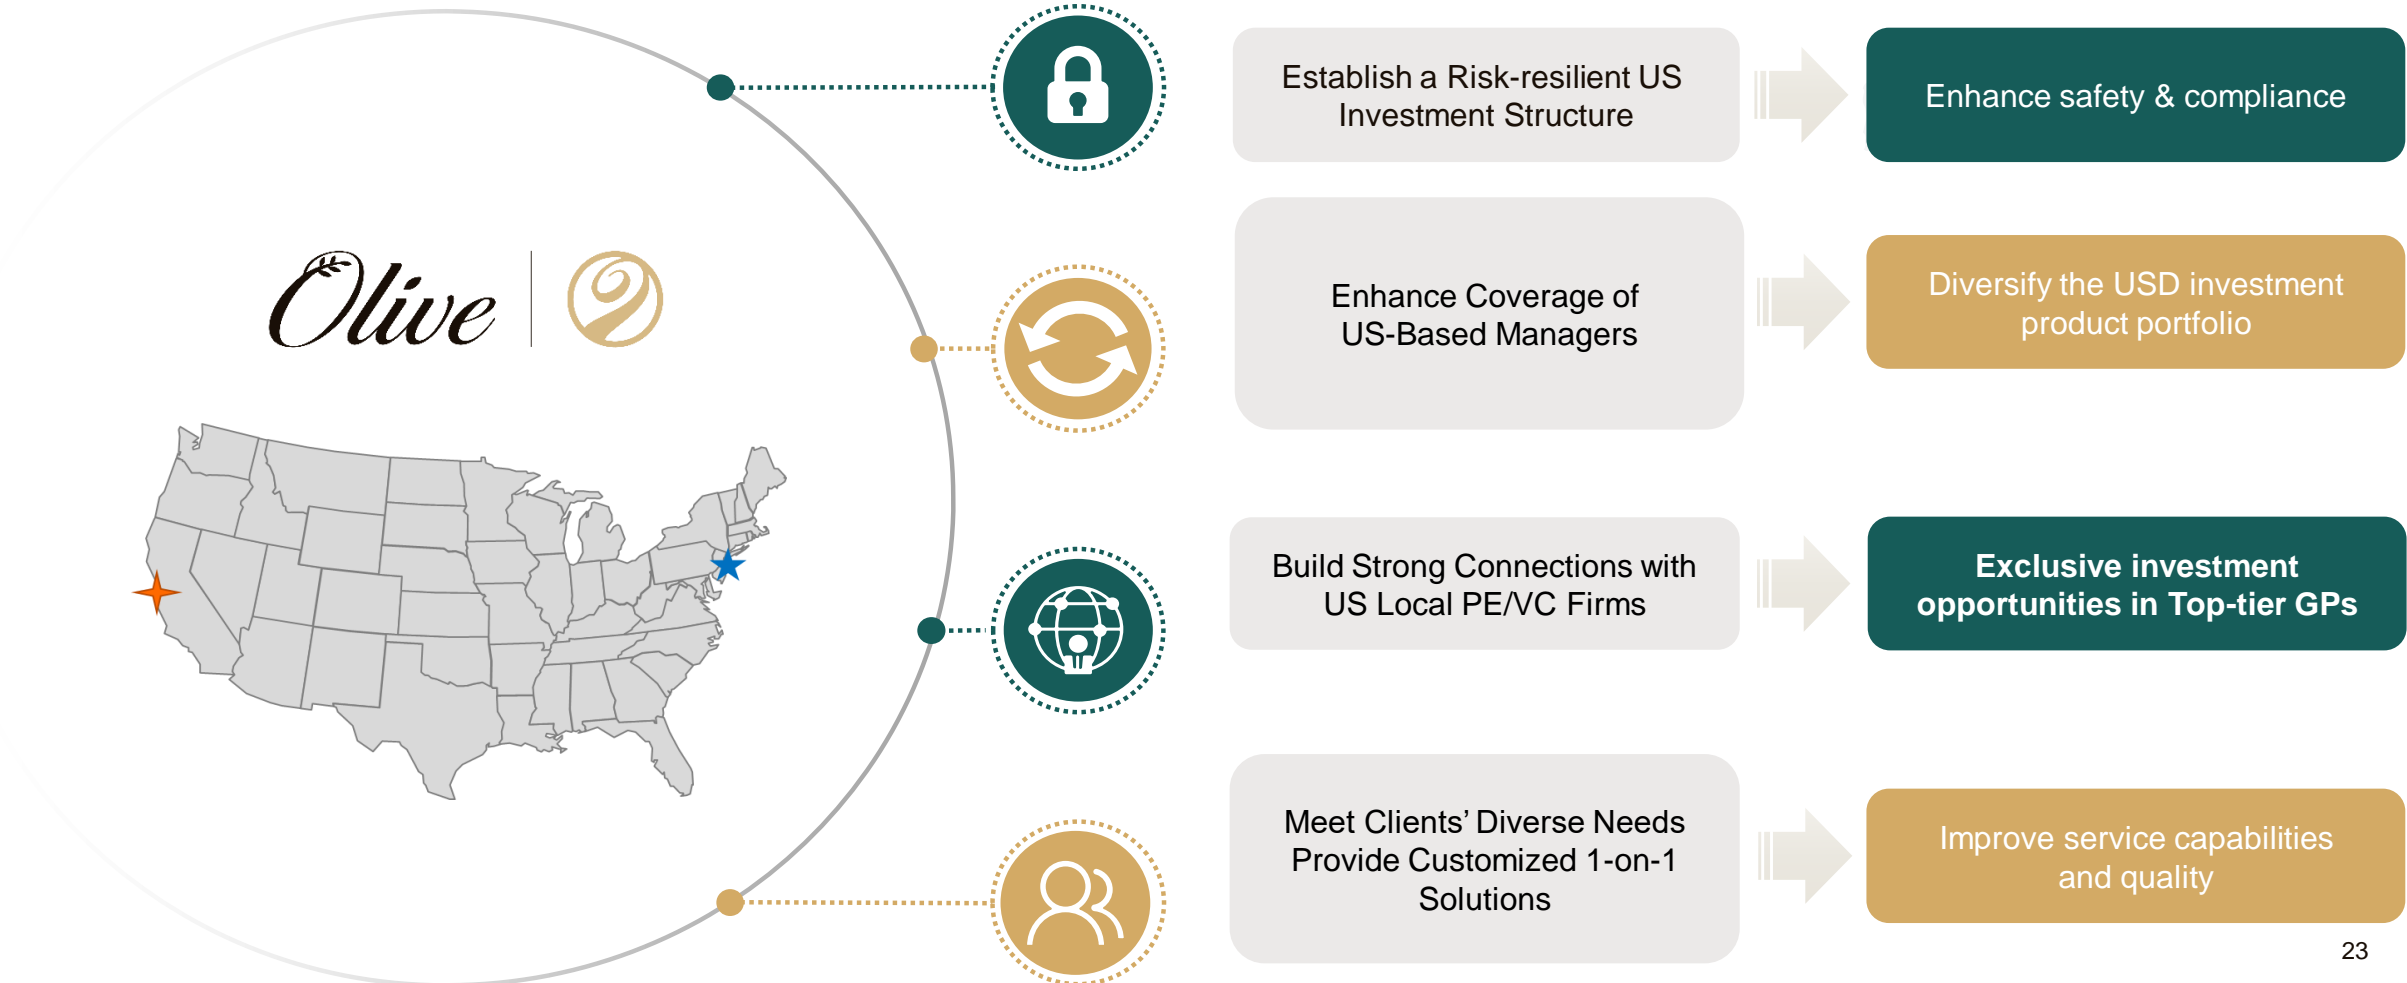 Olive
Establish a Risk-resilient US
Investment Structure
Enhance safety & compliance
Enhance Coverage of
US-Based Managers
Diversify the USD investment
product portfolio
Build Strong Connections with
US Local PE/VC Firms
Exclusive investment
opportunities in Top-tier GPs
Meet Clients’ Diverse Needs
Provide Customized 1-on-1
Solutions
Improve service capabilities
and quality
23